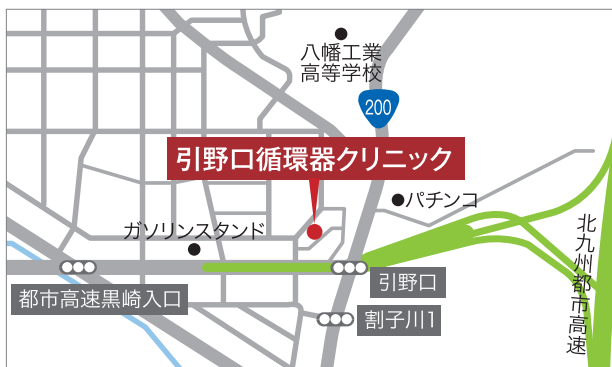 八幡工業
高等学校
200
引野口循環器クリニック
パチンコ
ガソリンスタンド
都市高速黒崎入口
引野口
割子川1
北九州都市高速